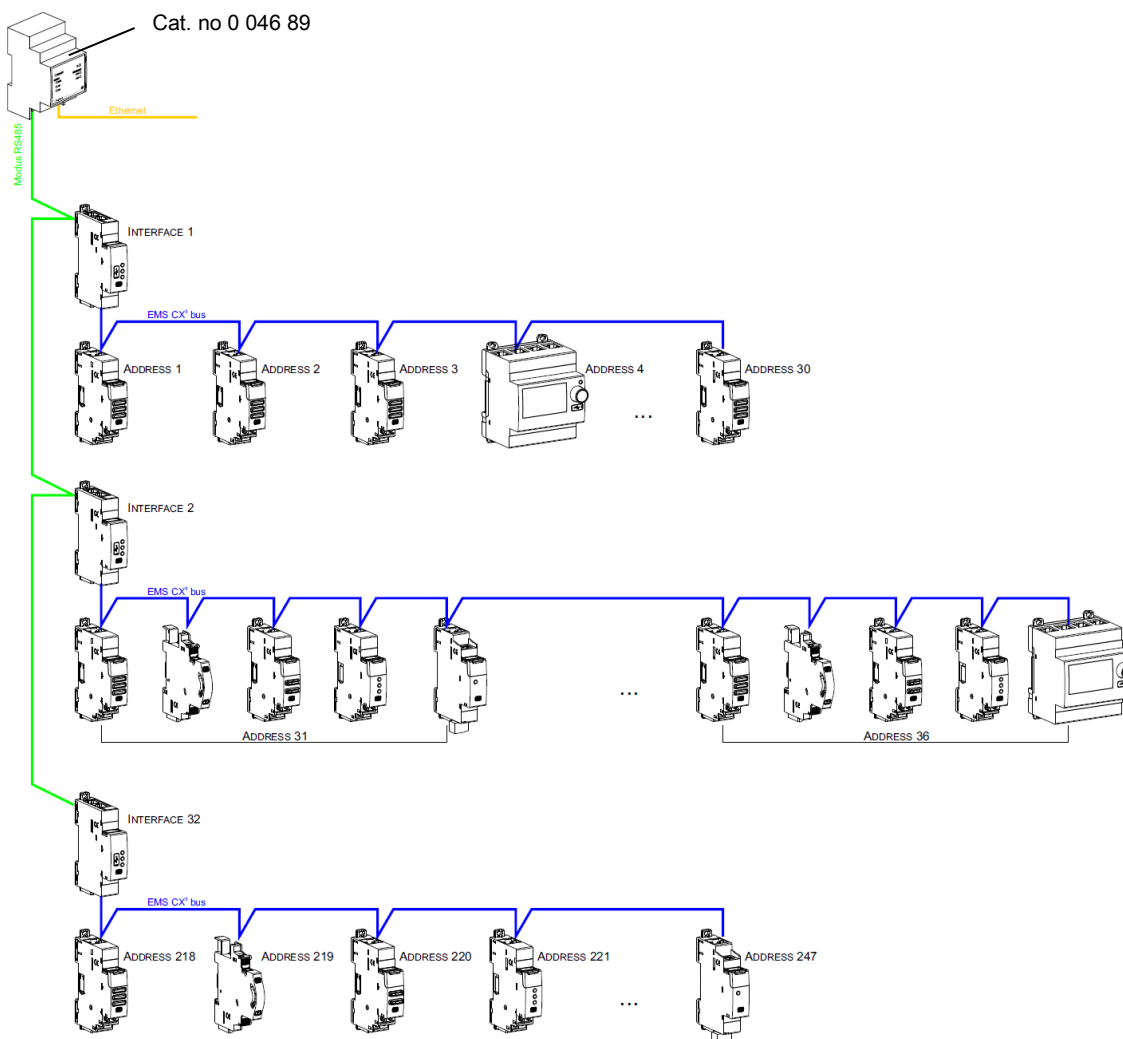 Cat. no 0 046 89
Ethernet
Modus RS485
INTERFACE 1
EMS CX³ bus
ADDRESS 1
ADDRESS 2
ADDRESS 3
ADDRESS 4
...
ADDRESS 30
INTERFACE 2
EMS CX³ bus
...
ADDRESS 31
ADDRESS 36
INTERFACE 32
EMS CX³ bus
ADDRESS 218
ADDRESS 219
ADDRESS 220
ADDRESS 221
...
ADDRESS 247